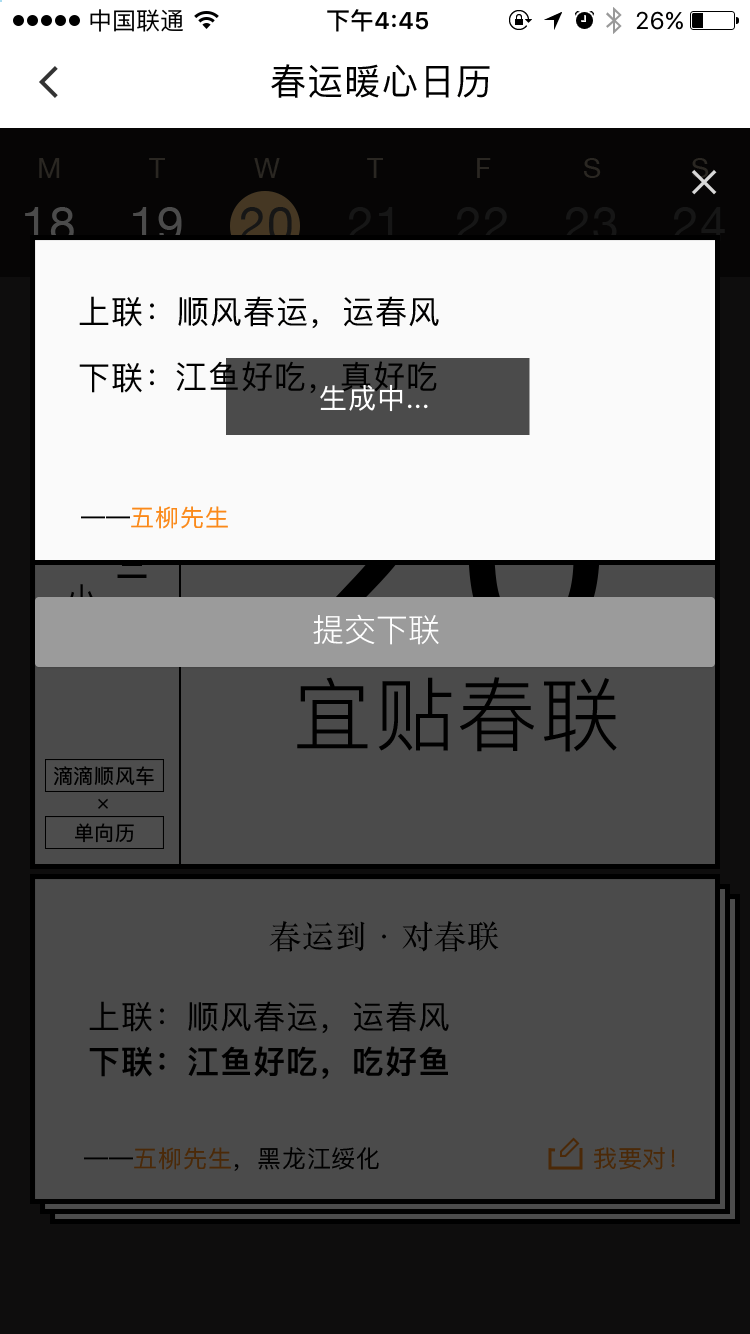 中国联通 下午4:45 26%
春运暖心日历
M T W T F S S
18 19 20 21 22 23 24
上联：顺风春运，运春风
下联：江鱼好吃，真好吃
生成中...
——五柳先生
提交下联
宜贴春联
滴滴顺风车
×
单向历
春运到·对春联
上联：顺风春运，运春风
下联：江鱼好吃，吃好鱼
——五柳先生，黑龙江绥化
我要对！